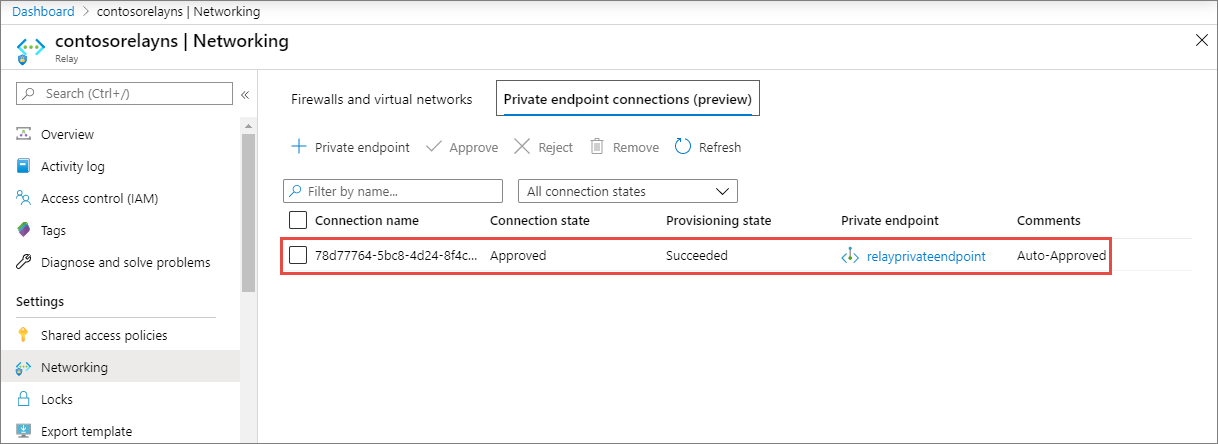 Dashboard > contosorelayns | Networking
contosorelayns | Networking
Relay
Search (Ctrl+/)
«
Overview
Activity log
Access control (IAM)
Tags
Diagnose and solve problems
Settings
Shared access policies
Networking
Locks
Export template
Firewalls and virtual networks Private endpoint connections (preview)
Private endpoint Approve Reject Remove Refresh
Filter by name... All connection states
Connection name Connection state Provisioning state Private endpoint Comments
78d77764-5bc8-4d24-8f4c... Approved Succeeded relayprivateendpoint Auto-Approved